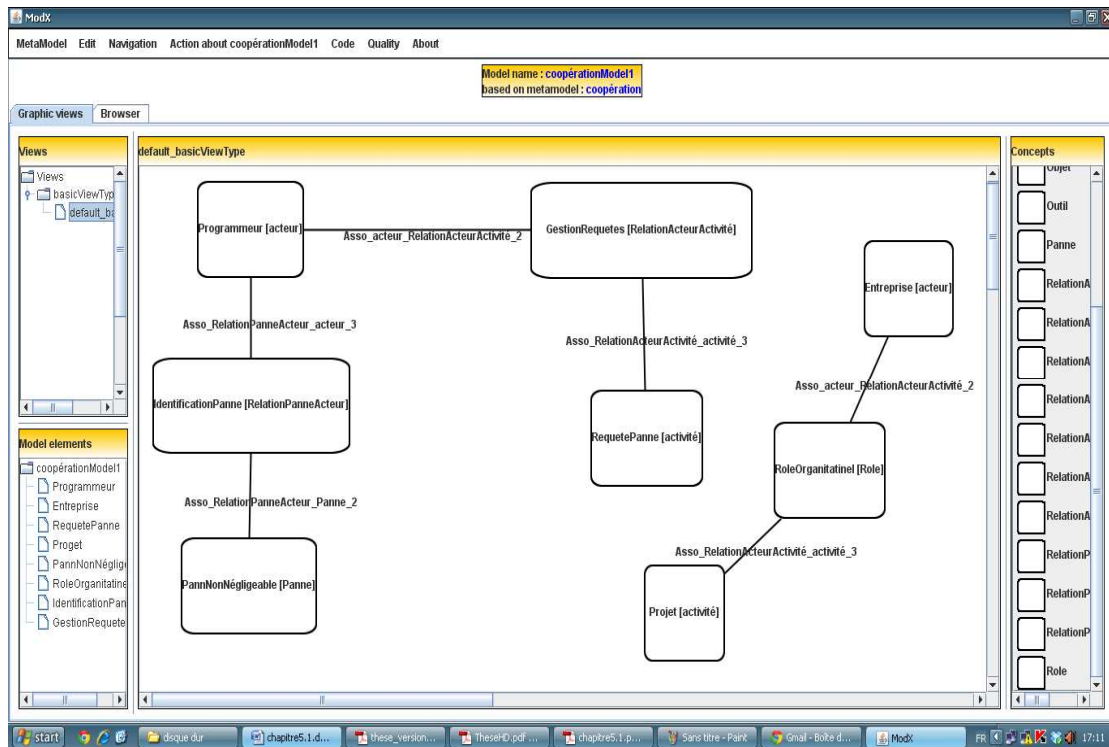 ModX
MetaModel Edit Navigation Action about coopérationModel1 Code Quality About
Model name : coopérationModel1
based on metamodel : coopération
Graphic views Browser
Views
Views
basicViewTyp
default_ba
Model elements
coopérationModel1
Programmeur
Entreprise
RequetePanne
Proget
PannNonNéglige
RoleOrganitatine
IdentificationPan
GestionRequete
default_basicViewType
Programmeur [acteur]
Asso_acteur_RelationActeurActivité_2
GestionRequetes [RelationActeurActivité]
Entreprise [acteur]
Asso_RelationPanneActeur_acteur_3
Asso_RelationActeurActivité_activité_3
Asso_acteur_RelationActeurActivité_2
IdentificationPanne [RelationPanneActeur]
RequetePanne [activité]
RoleOrganitatinel [Role]
Asso_RelationPanneActeur_Panne_2
Asso_RelationActeurActivité_activité_3
PannNonNégligeable [Panne]
Projet [activité]
Concepts
Objet
Outil
Panne
RelationA
RelationA
RelationA
RelationA
RelationA
RelationA
RelationA
RelationP
RelationP
RelationP
Role
start disque dur chapitre5.1.d... these_version... TheseHD.pdf ... chapitre5.1.p... Sans titre - Paint Gmail - Boîte d... ModX FR 17:11